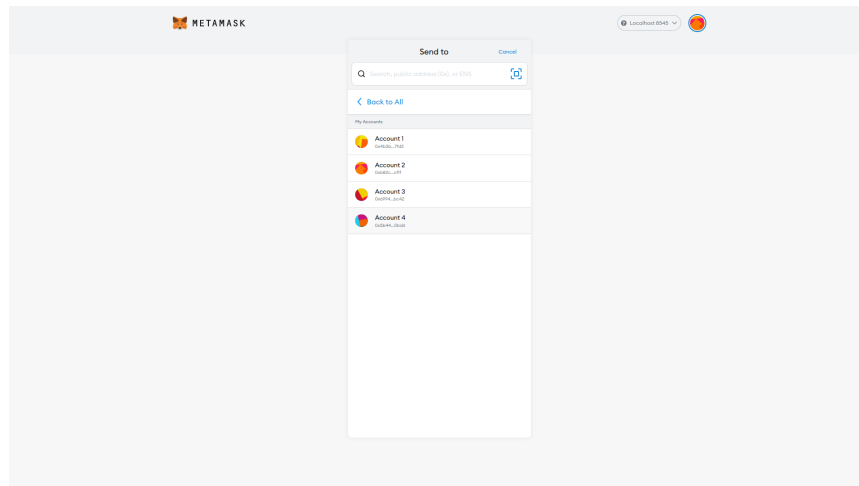 METAMASK
Localhost 8545
Send to
Cancel
Search, public address (0x), or ENS
Back to All
My Accounts
Account 1
Account 2
Account 3
Account 4